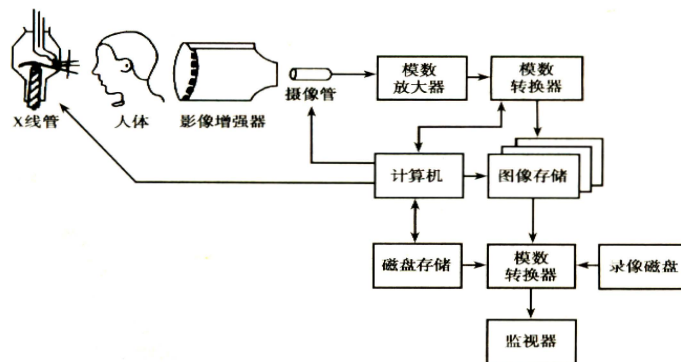 X线管
人体
影像增强器
摄像管
模数
放大器
模数
转换器
计算机
图像存储
磁盘存储
模数
转换器
录像磁盘
监视器